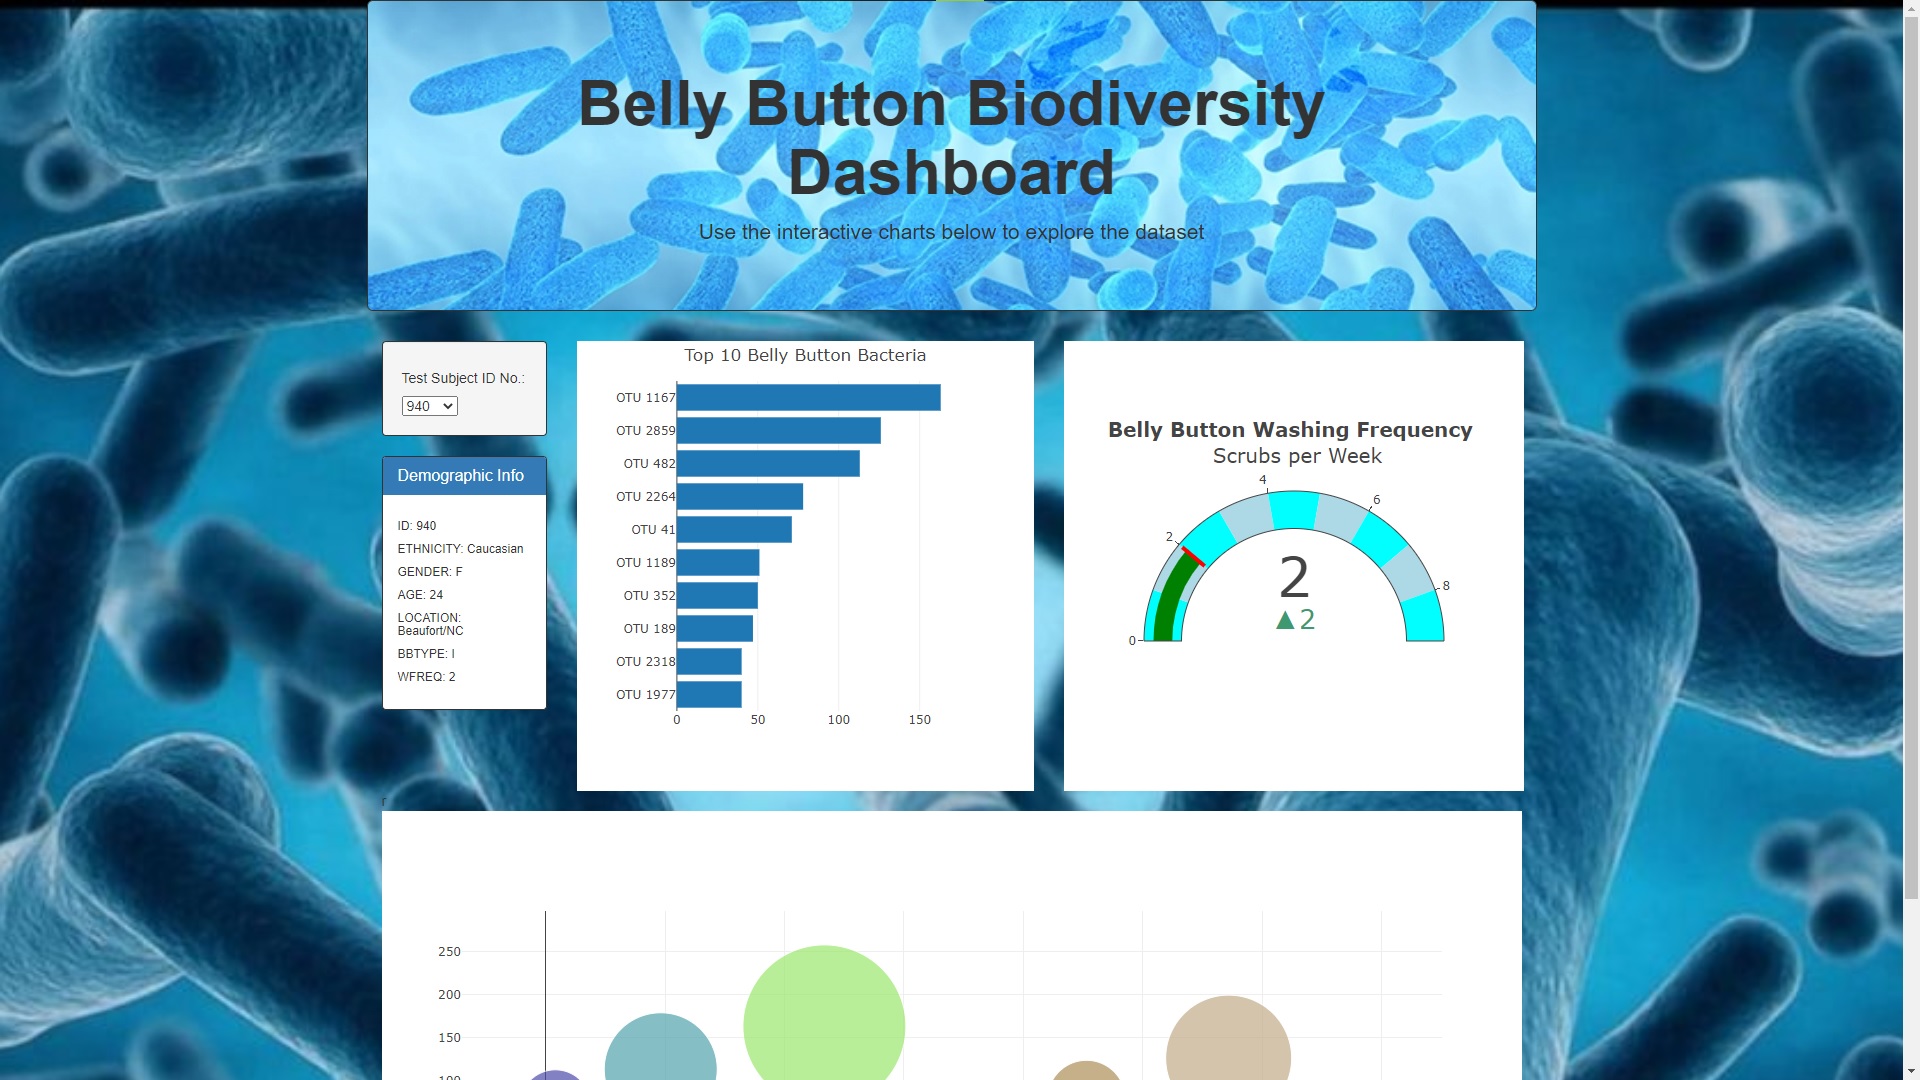 Belly Button Biodiversity
Dashboard
Use the interactive charts below to explore the dataset
Test Subject ID No.:
940
Demographic Info
ID: 940
ETHNICITY: Caucasian
GENDER: F
AGE: 24
LOCATION:
Beaufort/NC
BBTYPE: I
WFREQ: 2
Top 10 Belly Button Bacteria
OTU 1167
OTU 2859
OTU 482
OTU 2264
OTU 41
OTU 1189
OTU 352
OTU 189
OTU 2318
OTU 1977
0 50 100 150
Belly Button Washing Frequency
Scrubs per Week
0 2 4 6 8
2
▲2
250
200
150
100